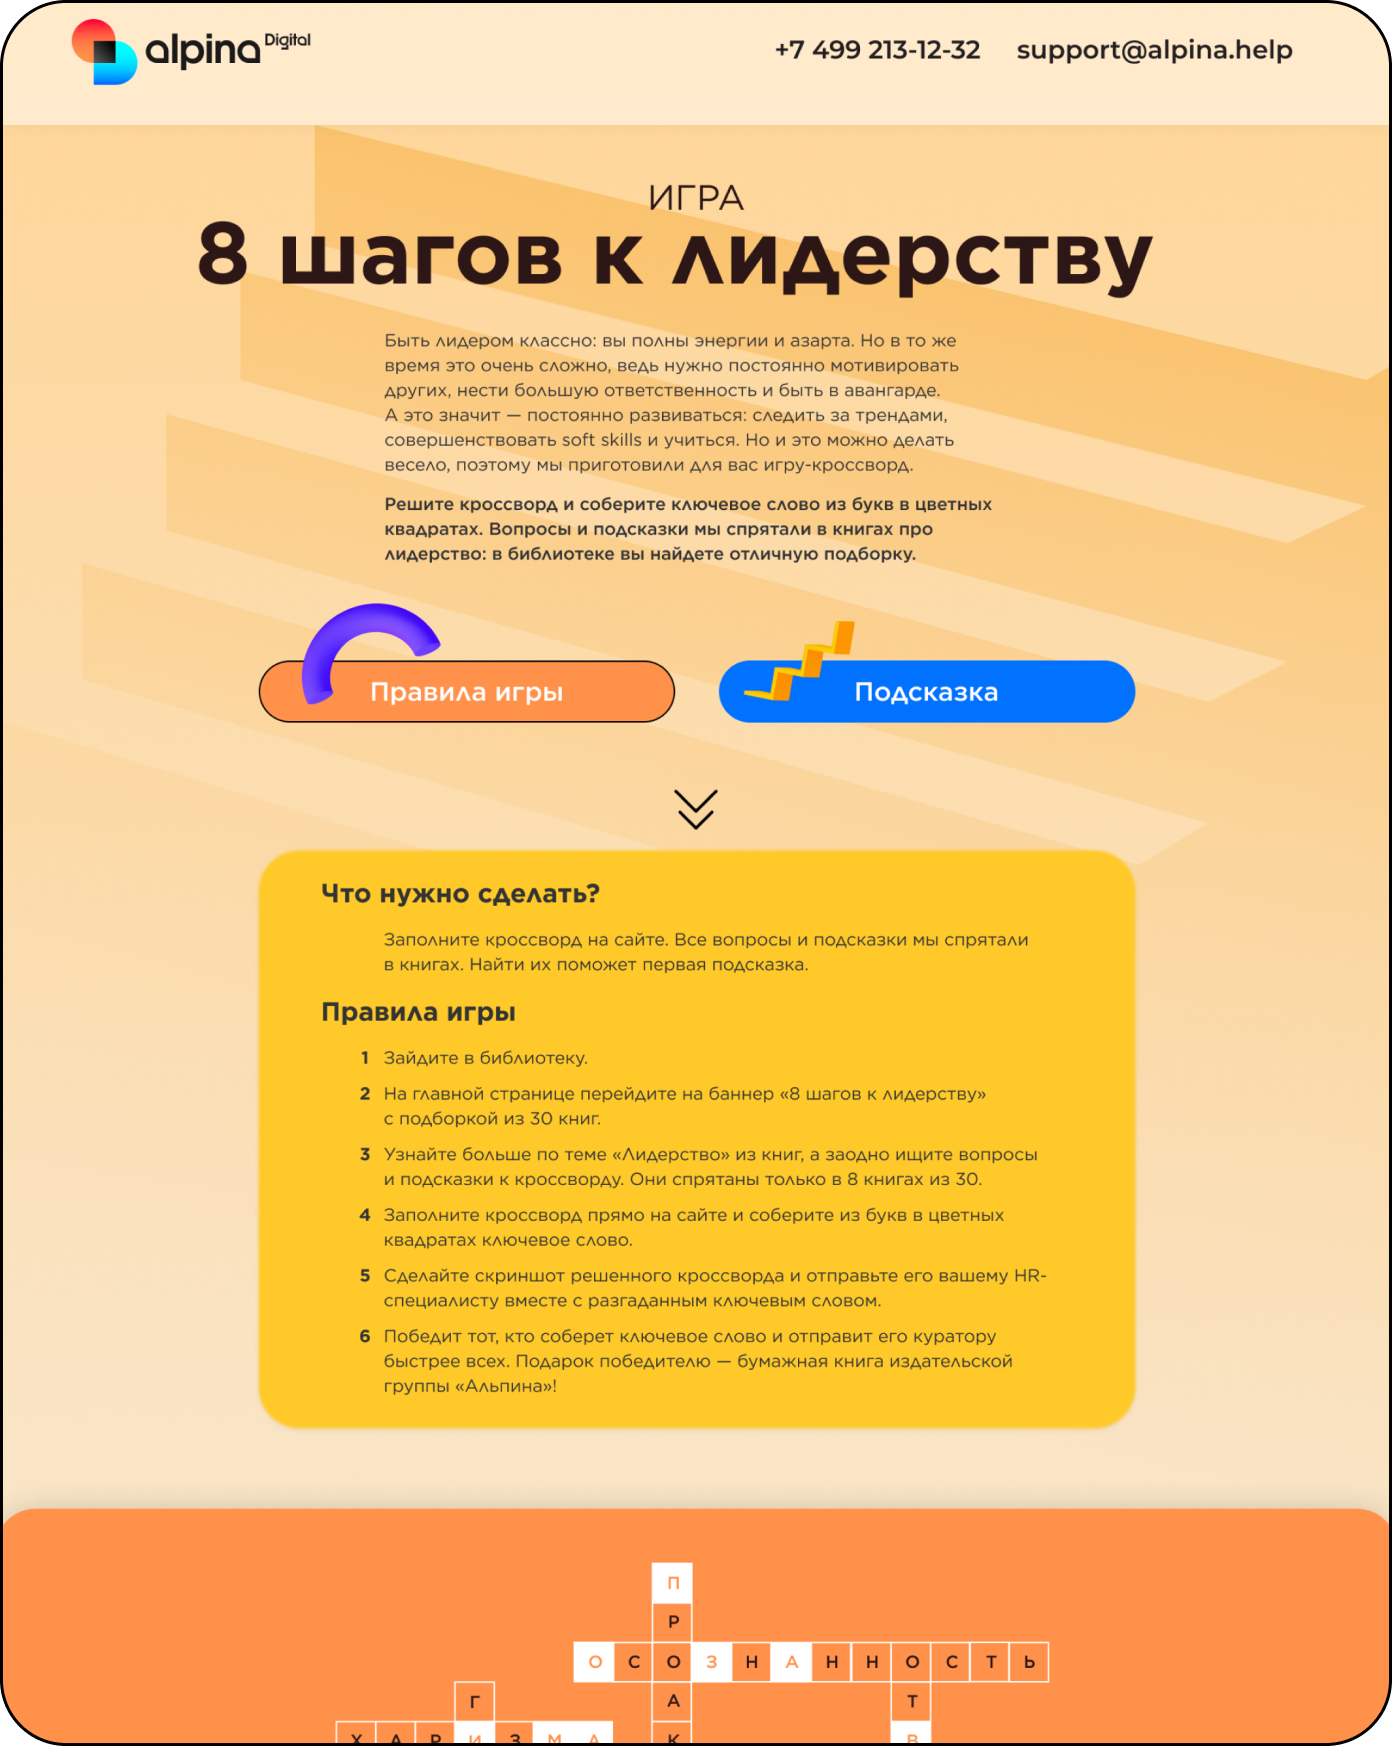 alpina Digital
+7 499 213-12-32 support@alpina.help
ИГРА
8 шагов к лидерству
Быть лидером классно: вы полны энергии и азарта. Но в то же
время это очень сложно, ведь нужно постоянно мотивировать
других, нести большую ответственность и быть в авангарде.
А это значит — постоянно развиваться: следить за трендами,
совершенствовать soft skills и учиться. Но и это можно делать
весело, поэтому мы приготовили для вас игру-кроссворд.
Решите кроссворд и соберите ключевое слово из букв в цветных
квадратах. Вопросы и подсказки мы спрятали в книгах про
лидерство: в библиотеке вы найдете отличную подборку.
Правила игры
Подсказка
Что нужно сделать?
Заполните кроссворд на сайте. Все вопросы и подсказки мы спрятали
в книгах. Найти их поможет первая подсказка.
Правила игры
1 Зайдите в библиотеку.
2 На главной странице перейдите на баннер «8 шагов к лидерству»
с подборкой из 30 книг.
3 Узнайте больше по теме «Лидерство» из книг, а заодно ищите вопросы
и подсказки к кроссворду. Они спрятаны только в 8 книгах из 30.
4 Заполните кроссворд прямо на сайте и соберите из букв в цветных
квадратах ключевое слово.
5 Сделайте скриншот решенного кроссворда и отправьте его вашему HR-
специалисту вместе с разгаданным ключевым словом.
6 Победит тот, кто соберет ключевое слово и отправит его куратору
быстрее всех. Подарок победителю — бумажная книга издательской
группы «Альпина»!
П
Р
О С О З Н А Н Н О С Т Ь
Г А Т
Х А Р И З М А К В